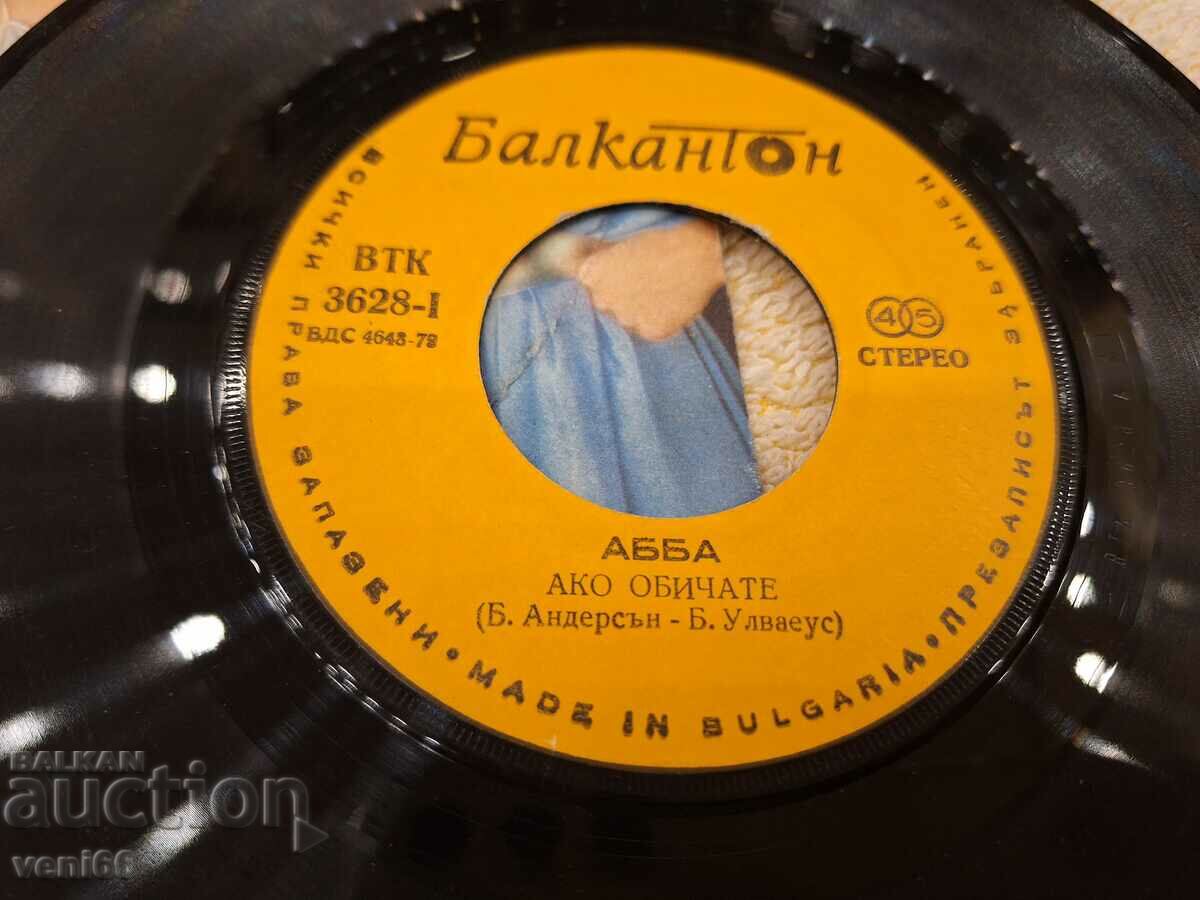 Балкантон
ВТК
3628-I
ВДС 4648-78
45
СТЕРЕО
АББА
АКО ОБИЧАТЕ
(Б. Андерсън - Б. Улваеус)
ВСИЧКИ ПРАВА ЗАПАЗЕНИ • MADE IN BULGARIA • ПРЕЗАПИСЪТ ЗАБРАНЕН
BALKAN
auction
veni66